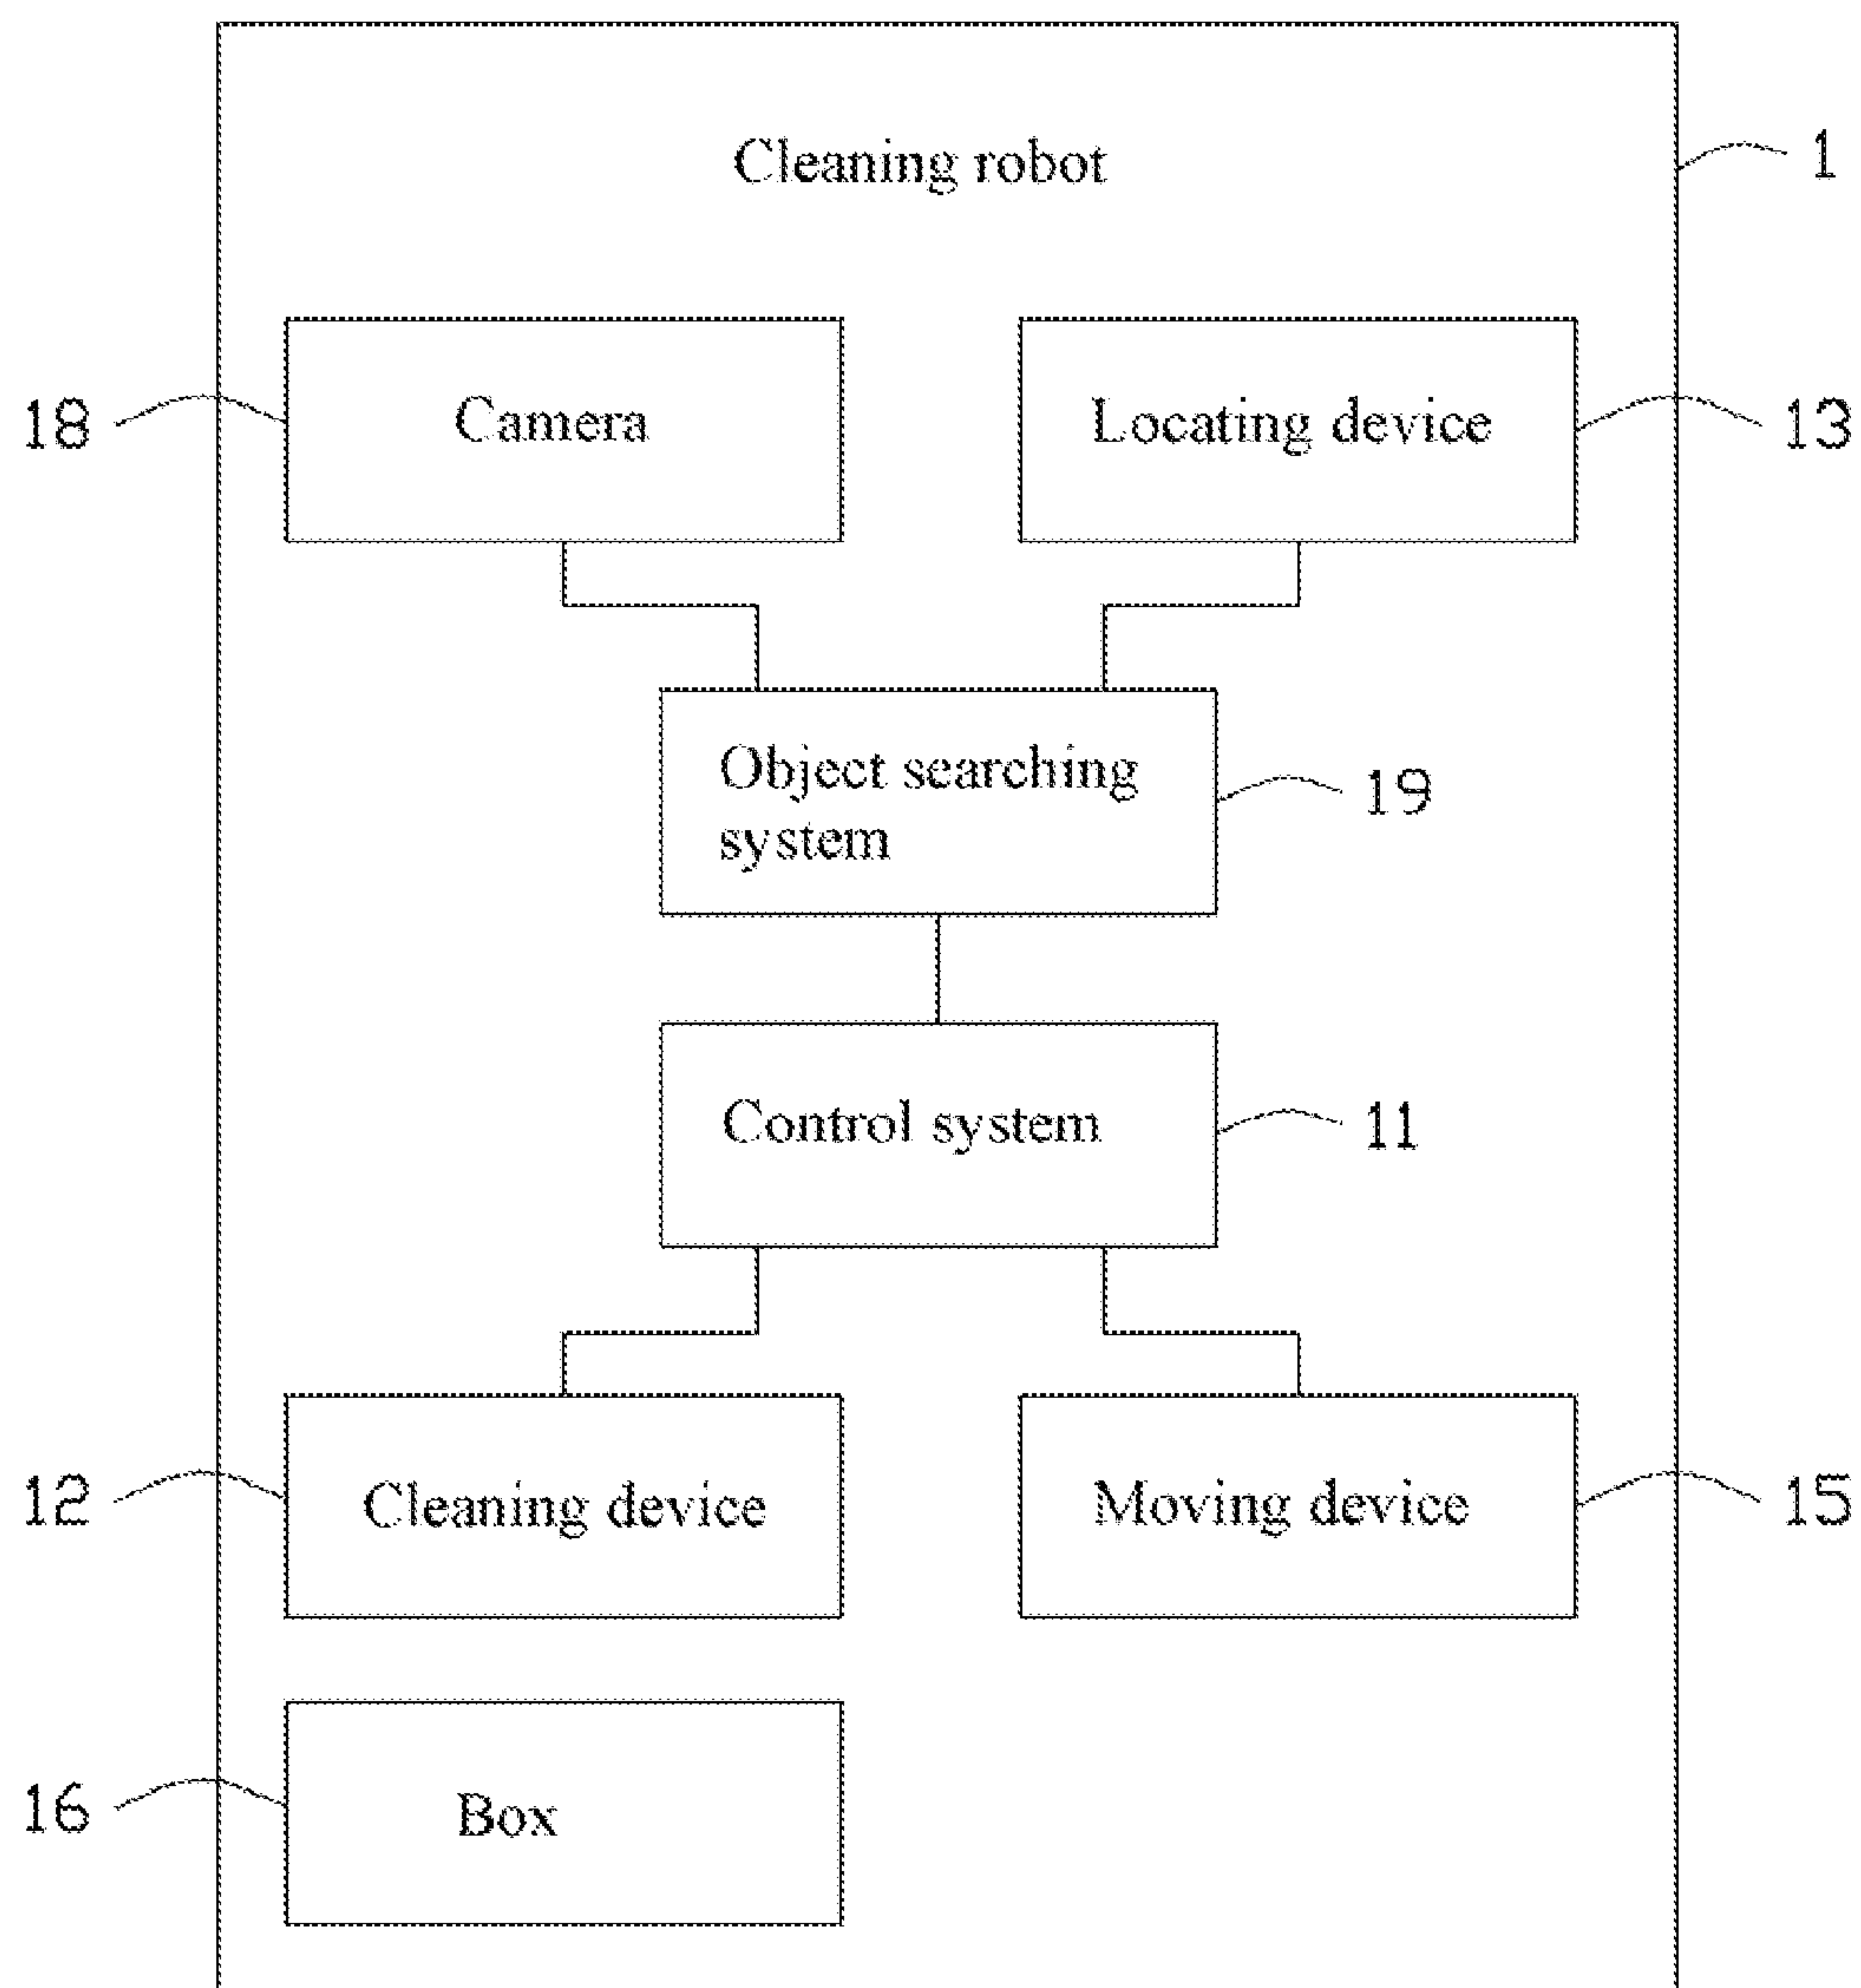 Cleaning robot
1
Camera
Locating device
18
13
Object searching
system
19
Control system
11
Cleaning device
Moving device
12
15
Box
16